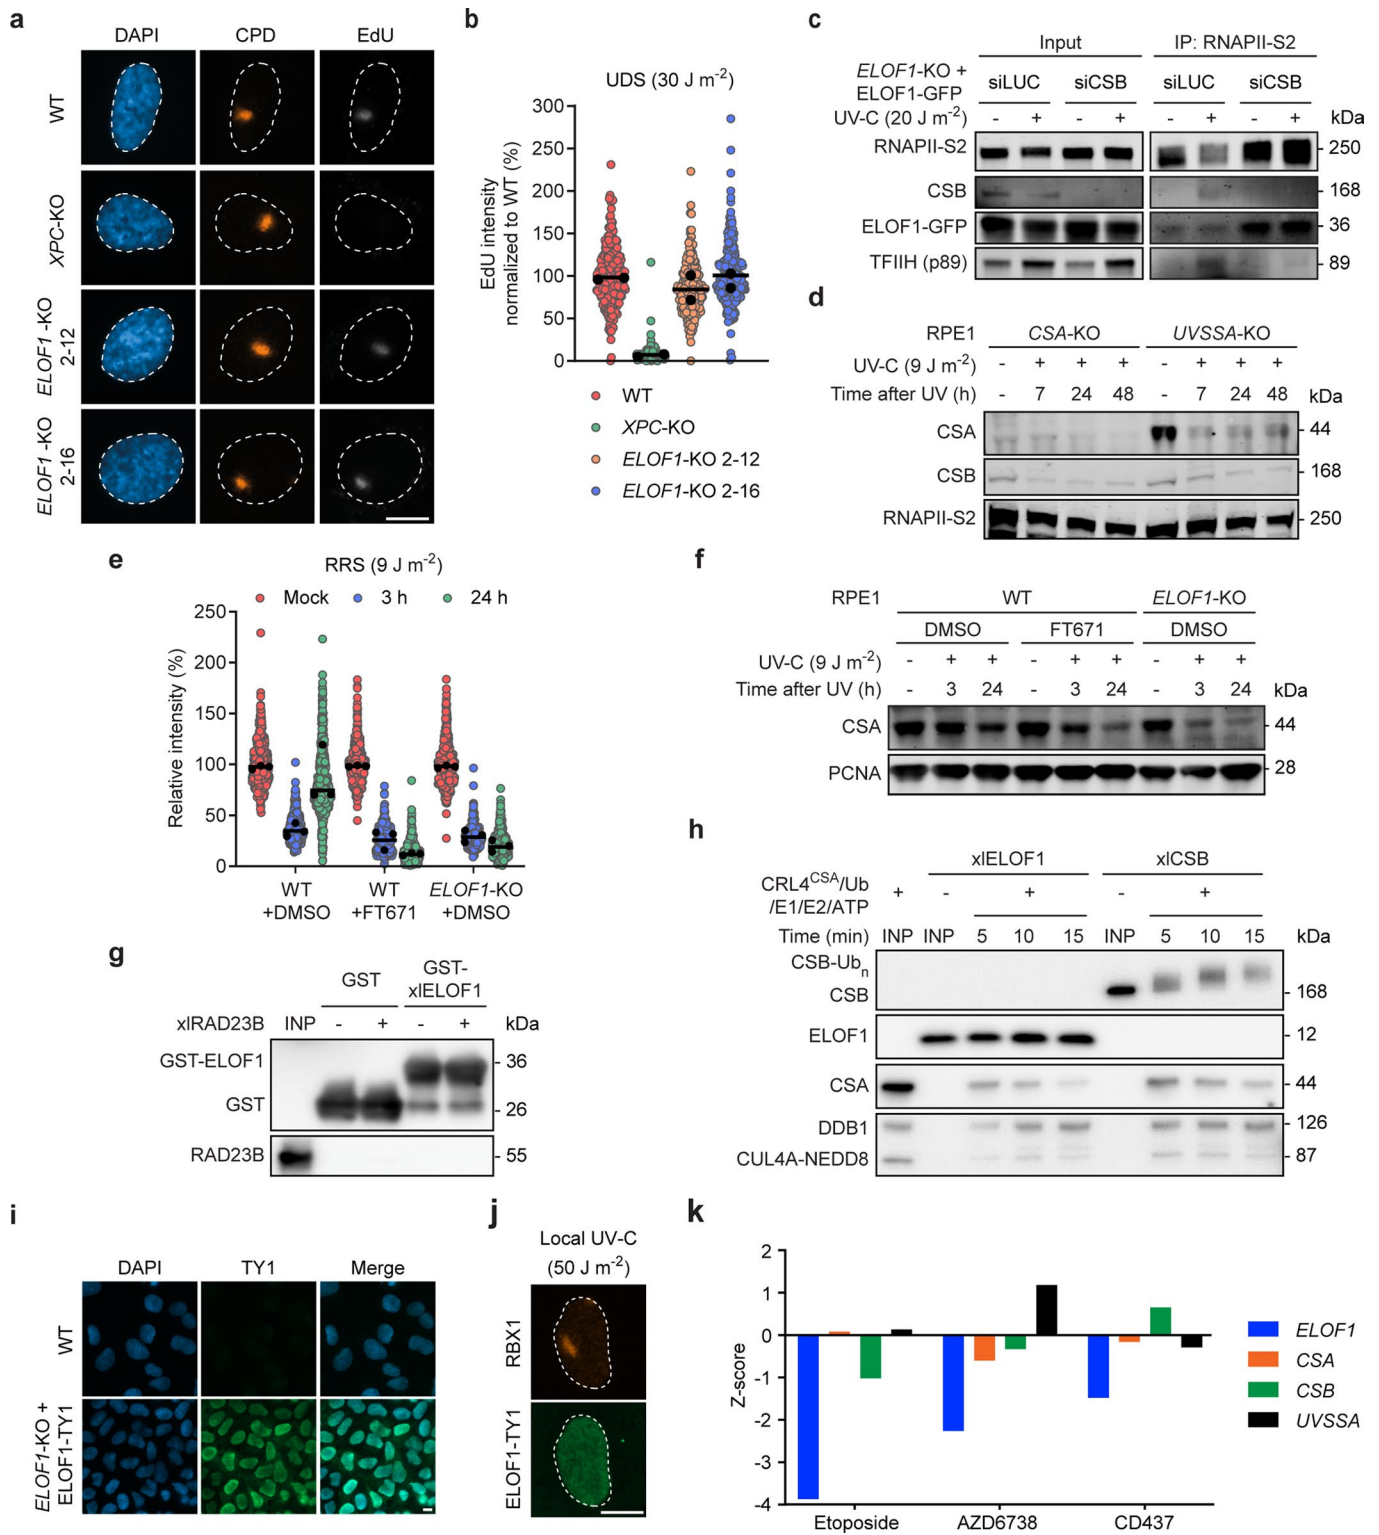 a
DAPI CPD EdU
WT
XPC-KO
ELOF1-KO
2-12
ELOF1-KO
2-16
b
UDS (30 J m-2)
EdU intensity
normalized to WT (%)
300
250
200
150
100
50
0
WT
XPC-KO
ELOF1-KO 2-12
ELOF1-KO 2-16
c
Input IP: RNAPII-S2
ELOF1-KO +
ELOF1-GFP siLUC siCSB siLUC siCSB
UV-C (20 J m-2) - + - + - + - + kDa
RNAPII-S2 250
CSB 168
ELOF1-GFP 36
TFIIH (p89) 89
d
RPE1 CSA-KO UVSSA-KO
UV-C (9 J m-2) - + + + - + + +
Time after UV (h) - 7 24 48 - 7 24 48 kDa
CSA 44
CSB 168
RNAPII-S2 250
e
RRS (9 J m-2)
Mock 3 h 24 h
Relative intensity (%)
250
200
150
100
50
0
WT WT ELOF1-KO
+DMSO +FT671 +DMSO
f
RPE1 WT ELOF1-KO
DMSO FT671 DMSO
UV-C (9 J m-2) - + + - + + - + +
Time after UV (h) - 3 24 - 3 24 - 3 24 kDa
CSA 44
PCNA 28
g
GST GST-
xlELOF1
xlRAD23B INP - + - + kDa
GST-ELOF1 36
GST 26
RAD23B 55
h
xlELOF1 xlCSB
CRL4CSA/Ub
/E1/E2/ATP + - + - +
Time (min) INP INP 5 10 15 INP 5 10 15 kDa
CSB-Ubn
CSB 168
ELOF1 12
CSA 44
DDB1 126
CUL4A-NEDD8 87
i
DAPI TY1 Merge
WT
ELOF1-KO +
ELOF1-TY1
j
Local UV-C
(50 J m-2)
RBX1
ELOF1-TY1
k
Z-score
2
1
0
-1
-2
-3
-4
Etoposide AZD6738 CD437
ELOF1
CSA
CSB
UVSSA